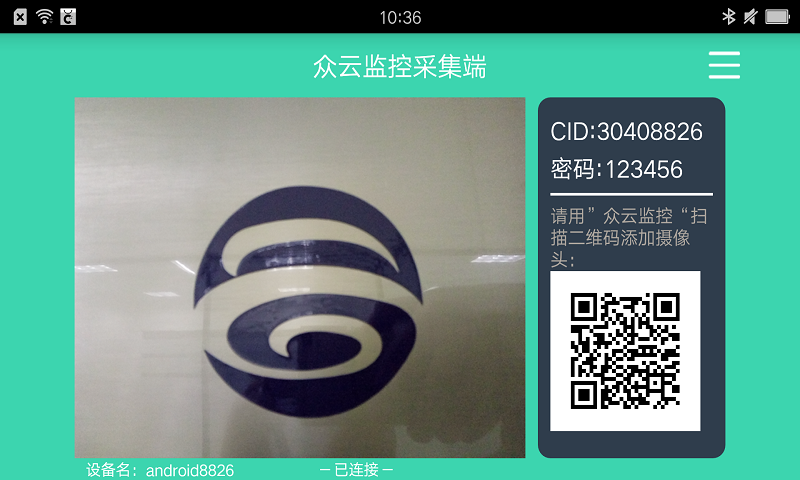 10:36
众云监控采集端
CID:30408826
密码:123456
请用”众云监控“扫
描二维码添加摄像
头:
设备名：android8826
－已连接－